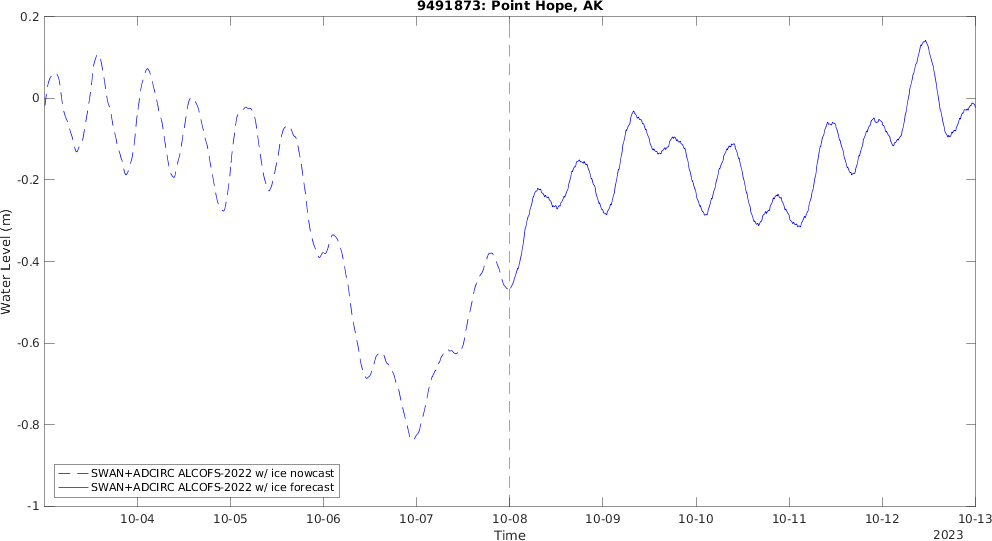 9491873: Point Hope, AK
0.2
0
-0.2
-0.4
-0.6
-0.8
-1
Water Level (m)
SWAN+ADCIRC ALCOFS-2022 w/ ice nowcast
SWAN+ADCIRC ALCOFS-2022 w/ ice forecast
10-04 10-05 10-06 10-07 10-08 10-09 10-10 10-11 10-12 10-13
Time
2023